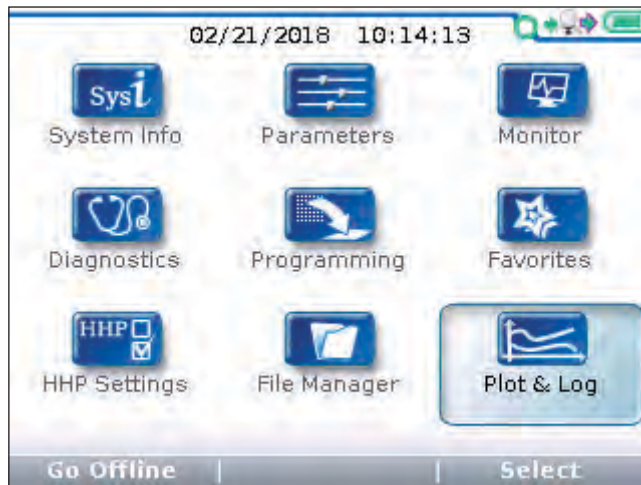 02/21/2018 10:14:13
Sysi
System Info
Parameters
Monitor
Diagnostics
Programming
Favorites
HHP
HHP Settings
File Manager
Plot & Log
Go Offline
Select